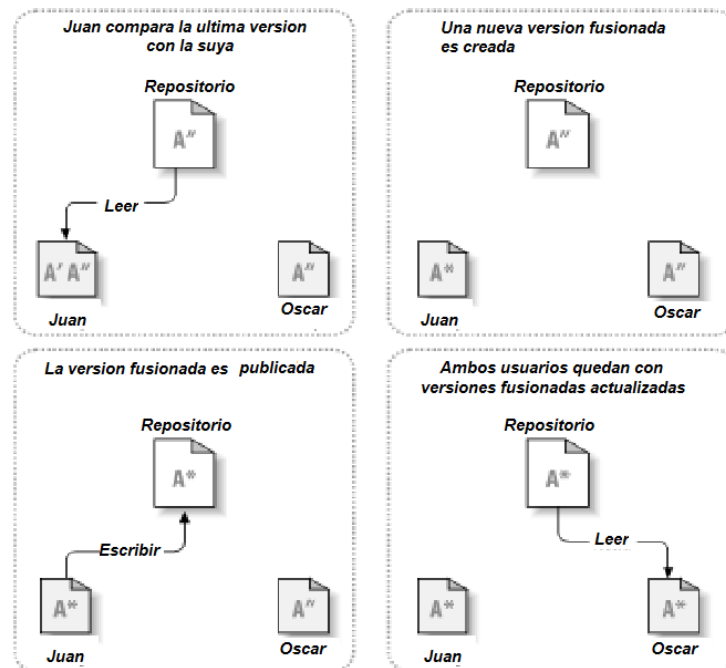 Juan compara la ultima version
con la suya
Repositorio
A"
Leer
A' A"
Juan
A"
Oscar
Una nueva version fusionada
es creada
Repositorio
A"
A*
Juan
A"
Oscar
La version fusionada es publicada
Repositorio
A*
Escribir
A*
Juan
A"
Oscar
Ambos usuarios quedan con
versiones fusionadas actualizadas
Repositorio
A*
Leer
A*
Juan
A*
Oscar